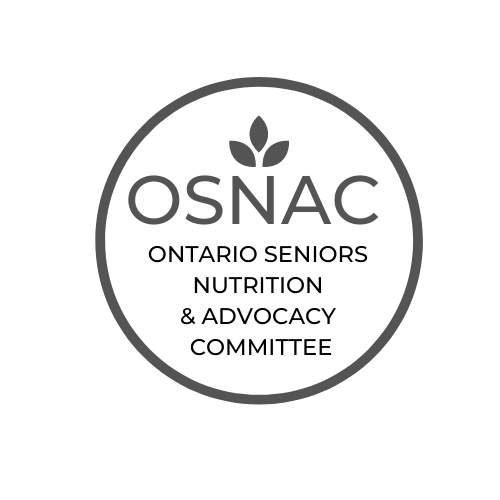 OSNAC
ONTARIO SENIORS
NUTRITION
& ADVOCACY
COMMITTEE